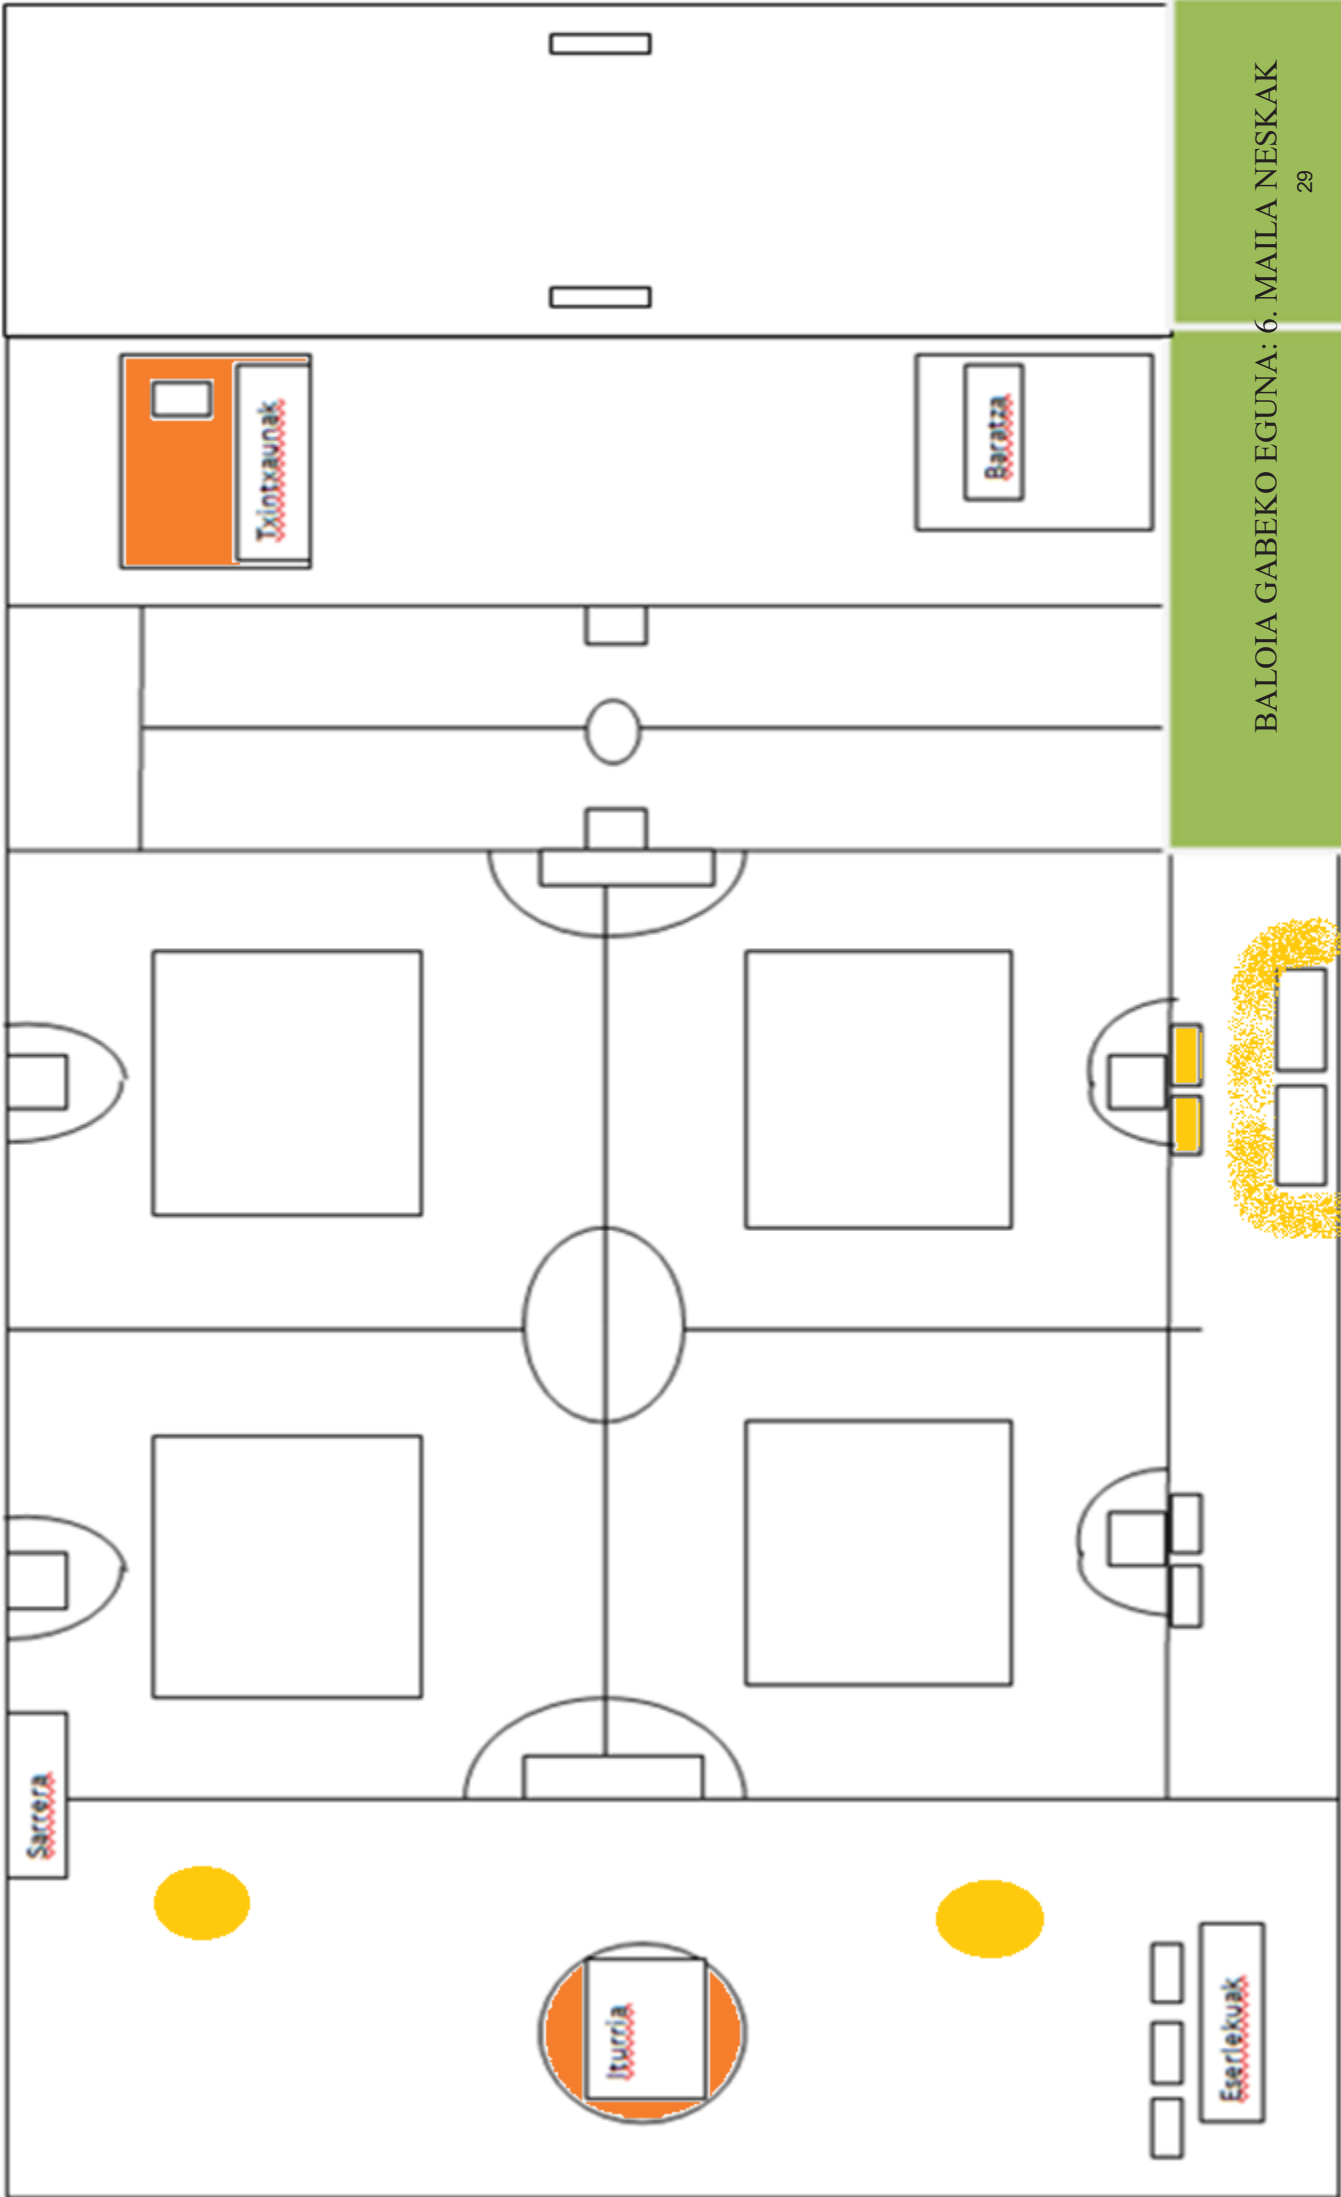 BALOIA GABEKO EGUNA: 6. MAILA NESKAK
29
Txintxaunak
Baratza
Sarrera
Iturria
Eserlekuak